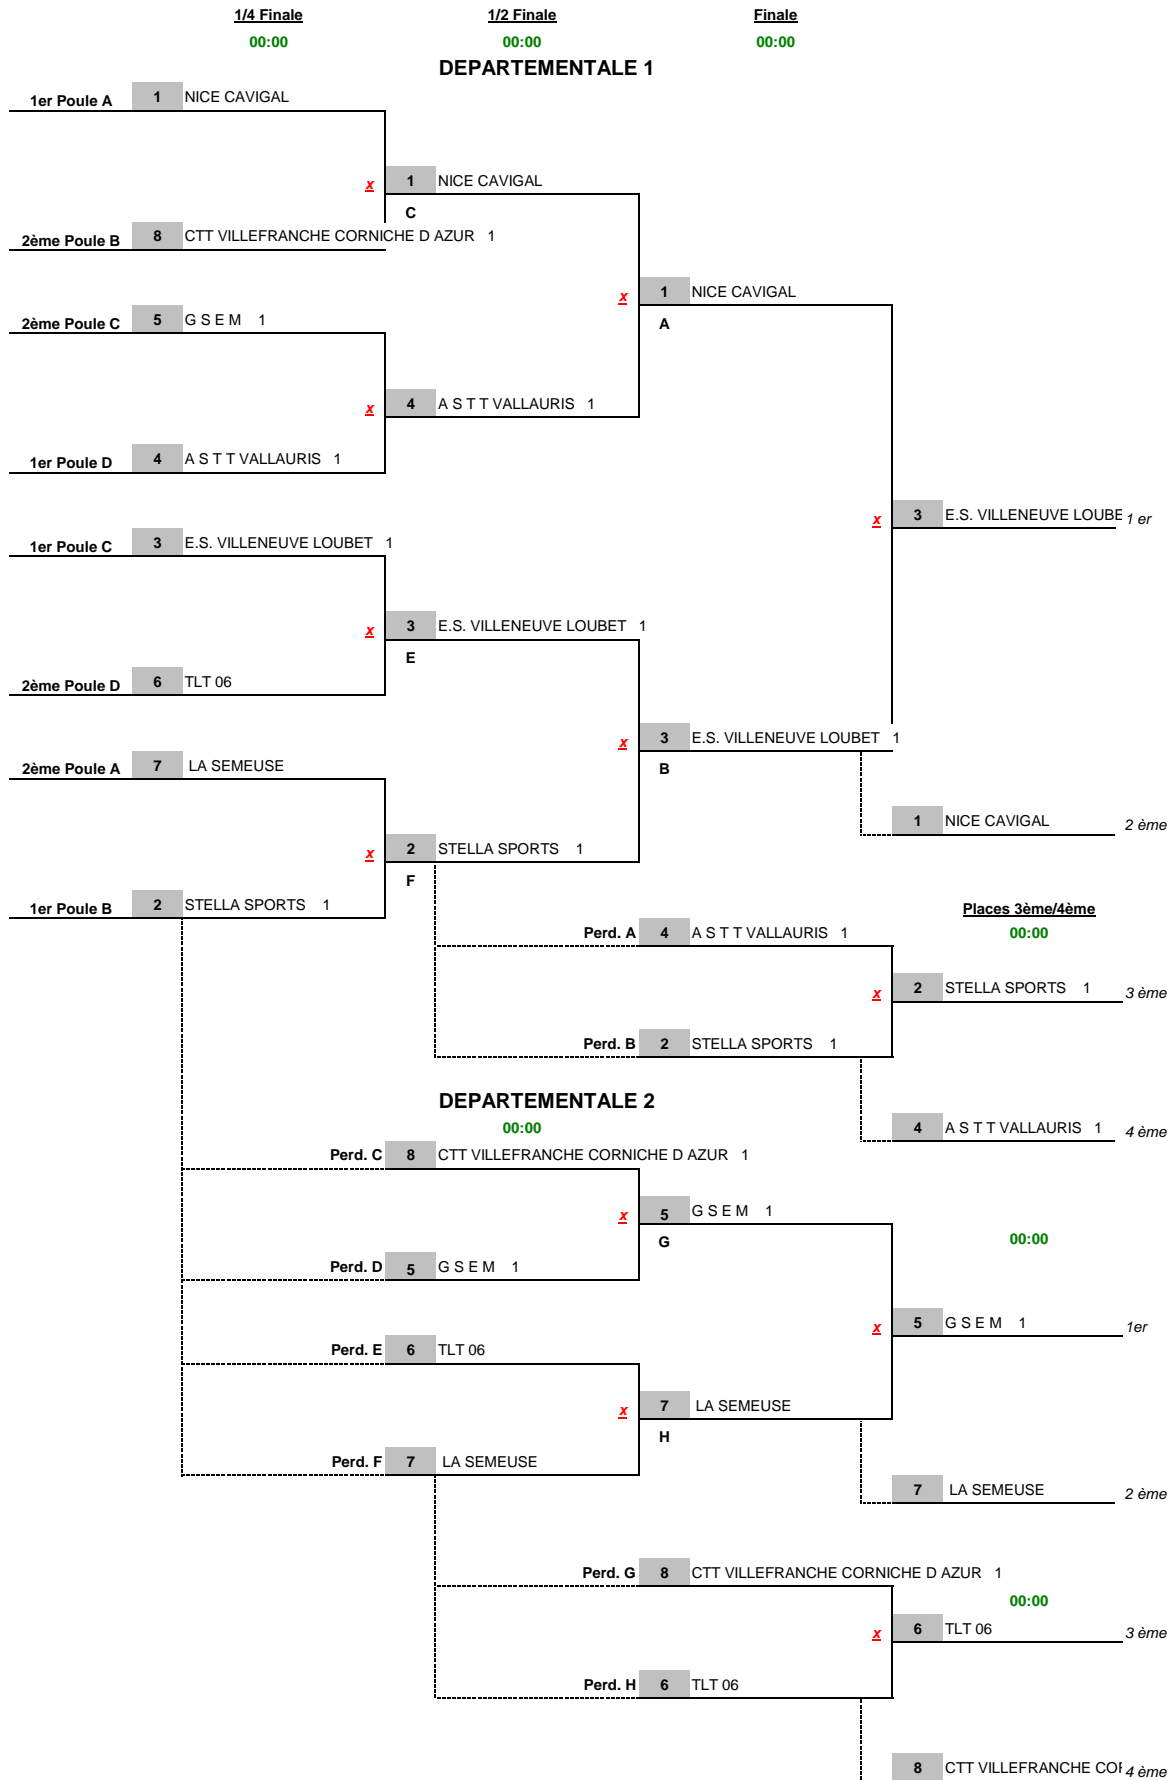 1/4 Finale 1/2 Finale Finale
00:00 00:00 00:00
DEPARTEMENTALE 1
1er Poule A 1 NICE CAVIGAL
x 1 NICE CAVIGAL
C
2ème Poule B 8 CTT VILLEFRANCHE CORNICHE D AZUR 1
x 1 NICE CAVIGAL
2ème Poule C 5 G S E M 1
A
x 4 A S T T VALLAURIS 1
1er Poule D 4 A S T T VALLAURIS 1
x 3 E.S. VILLENEUVE LOUBE 1 er
1er Poule C 3 E.S. VILLENEUVE LOUBET 1
x 3 E.S. VILLENEUVE LOUBET 1
E
2ème Poule D 6 TLT 06
x 3 E.S. VILLENEUVE LOUBET 1
2ème Poule A 7 LA SEMEUSE
B
1 NICE CAVIGAL 2 ème
x 2 STELLA SPORTS 1
F
1er Poule B 2 STELLA SPORTS 1
Places 3ème/4ème
Perd. A 4 A S T T VALLAURIS 1
00:00
x 2 STELLA SPORTS 1 3 ème
Perd. B 2 STELLA SPORTS 1
DEPARTEMENTALE 2
00:00
4 A S T T VALLAURIS 1 4 ème
Perd. C 8 CTT VILLEFRANCHE CORNICHE D AZUR 1
x 5 G S E M 1
G
00:00
Perd. D 5 G S E M 1
x 5 G S E M 1 1er
Perd. E 6 TLT 06
x 7 LA SEMEUSE
H
Perd. F 7 LA SEMEUSE
7 LA SEMEUSE 2 ème
Perd. G 8 CTT VILLEFRANCHE CORNICHE D AZUR 1
00:00
x 6 TLT 06 3 ème
Perd. H 6 TLT 06
8 CTT VILLEFRANCHE COR 4 ème